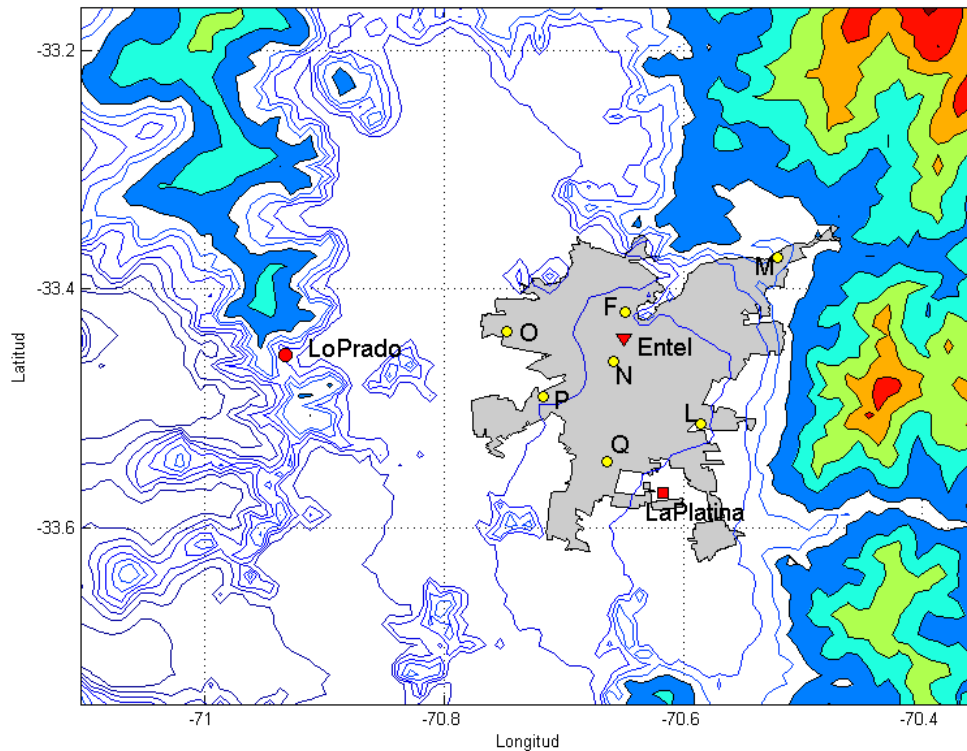 -33.2
-33.4
-33.6
Latitud
M
F
O
LoPrado
Entel
N
P
L
Q
LaPlatina
-71
-70.8
-70.6
-70.4
Longitud